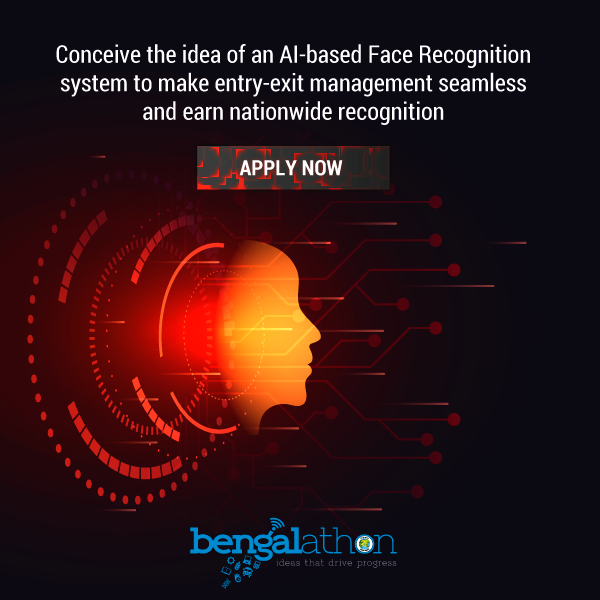 Conceive the idea of an AI-based Face Recognition
system to make entry-exit management seamless
and earn nationwide recognition
APPLY NOW
bengalathon
ideas that drive progress